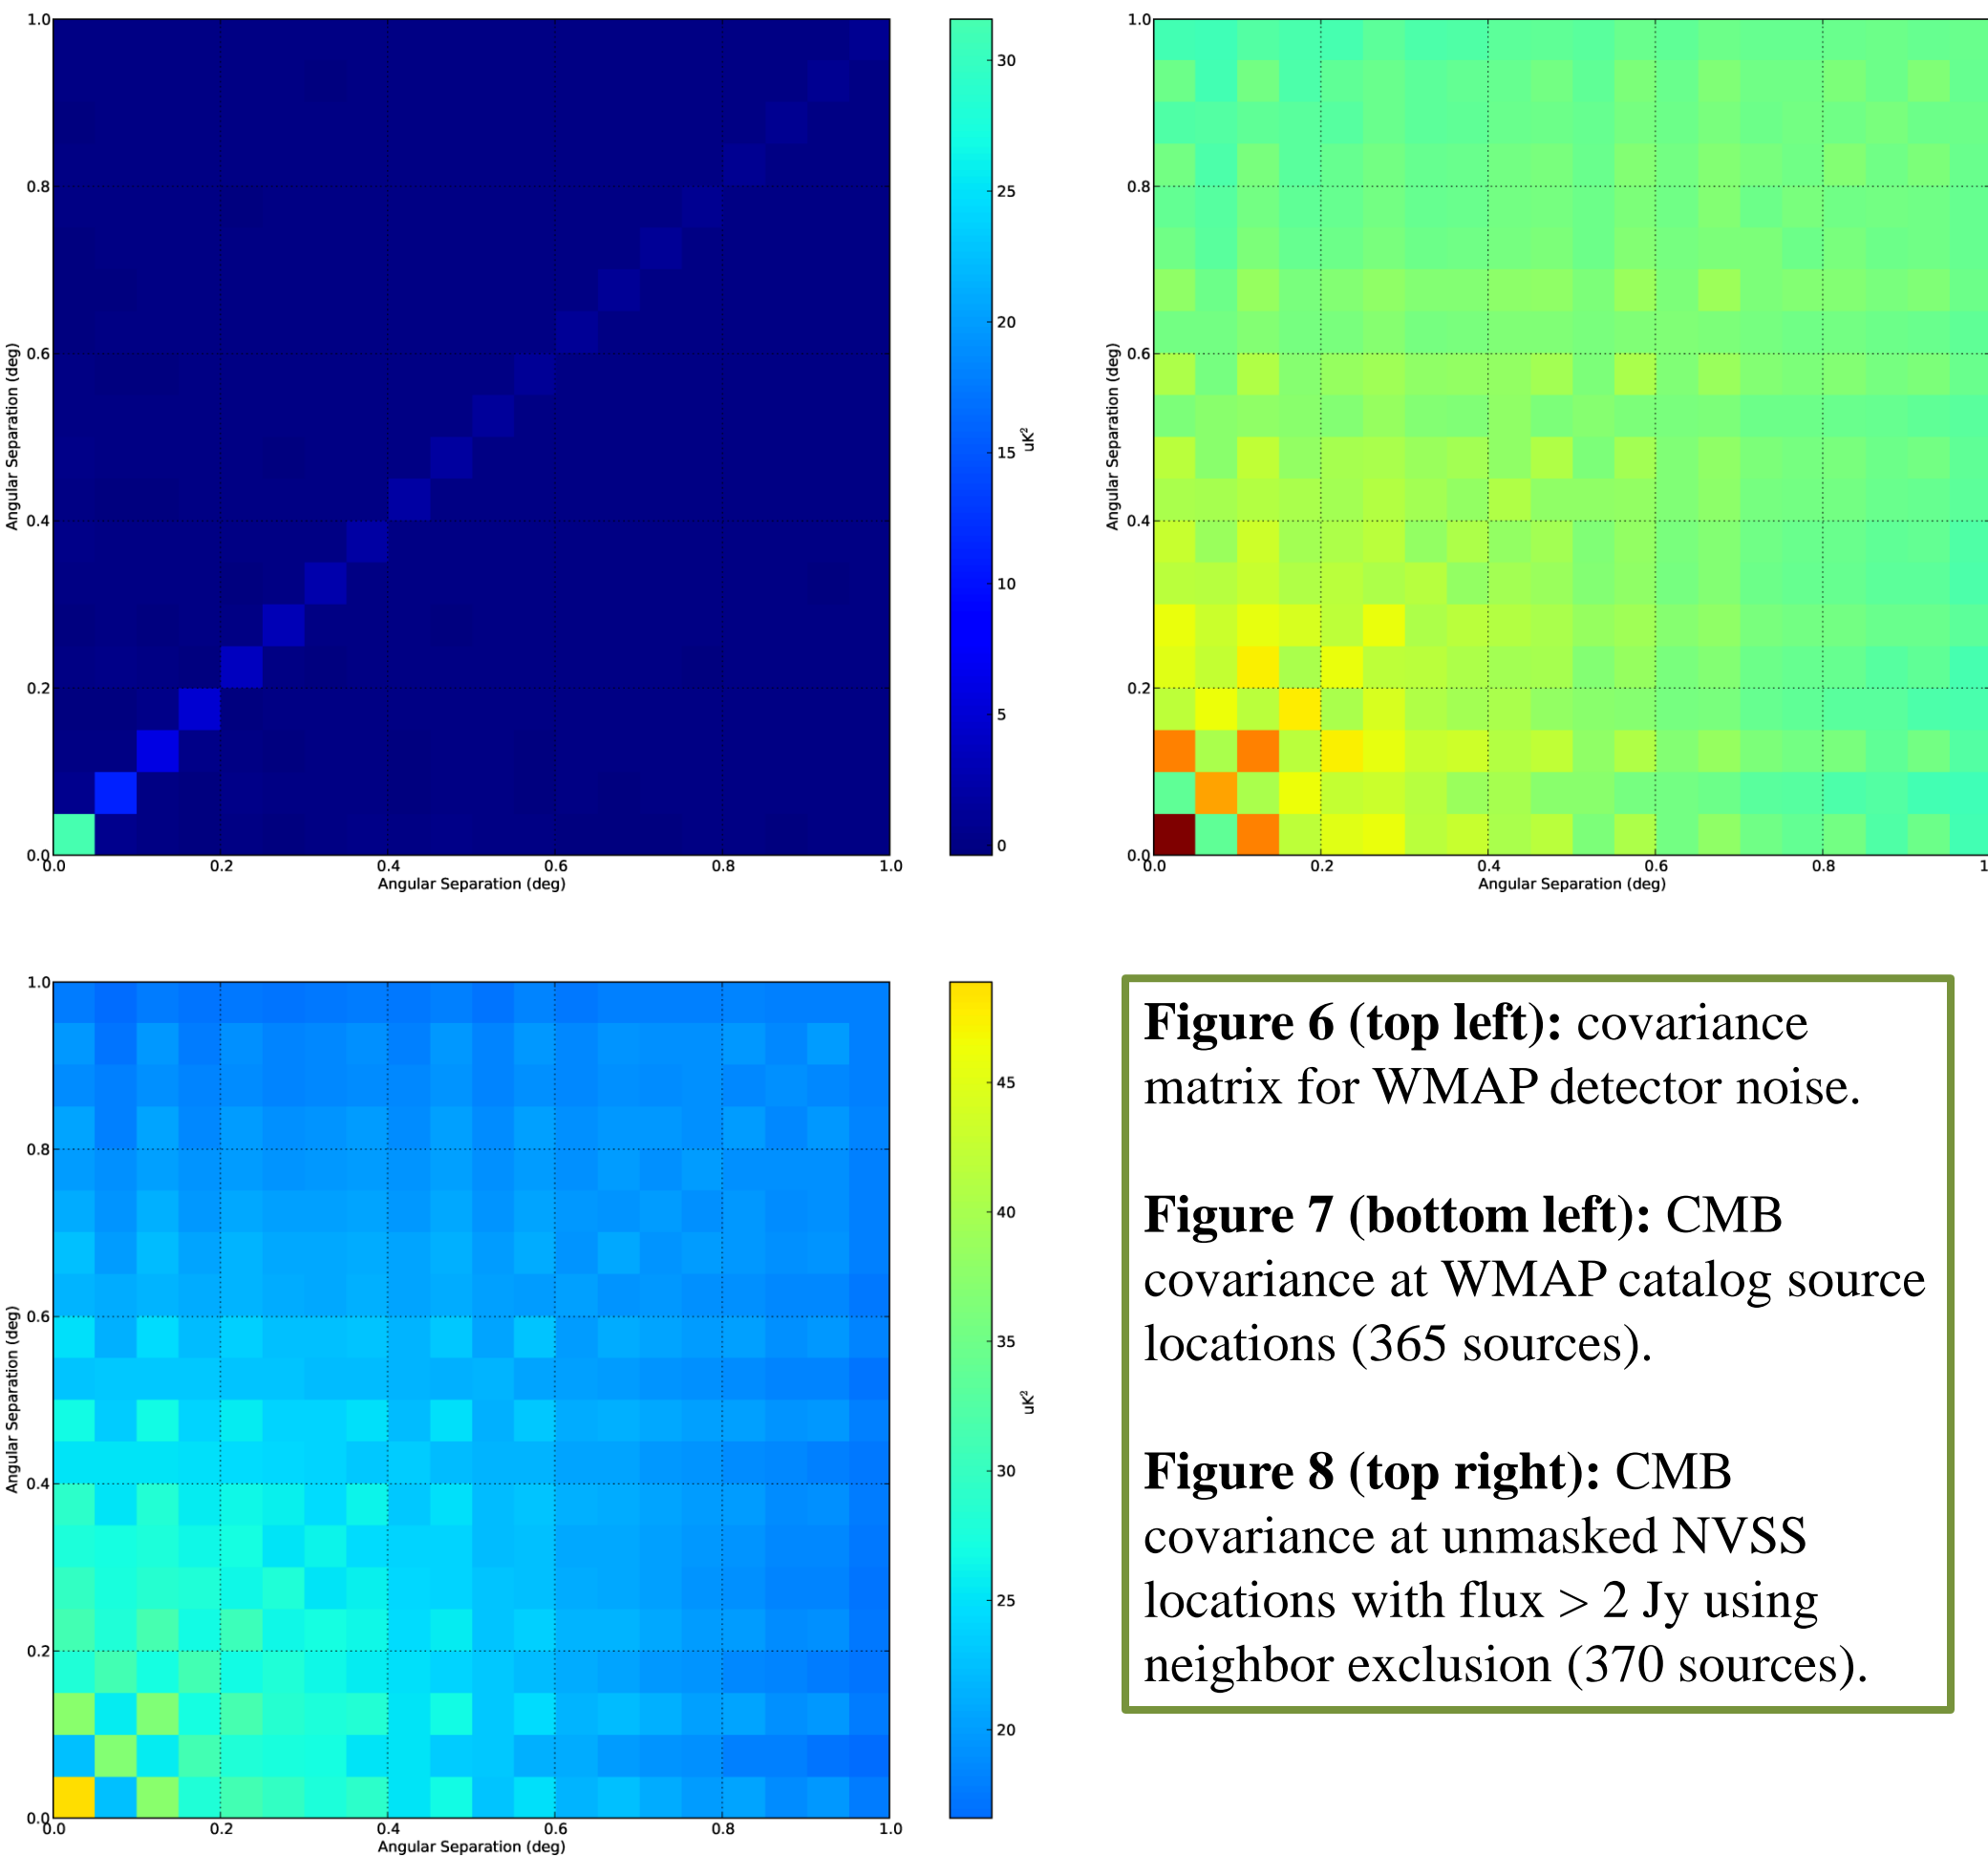 1.0
0.8
0.6
0.4
0.2
0.0
Angular Separation (deg)
0.0 0.2 0.4 0.6 0.8 1.0
Angular Separation (deg)
30
25
20
15
10
5
0
uK²
1.0
0.8
0.6
0.4
0.2
0.0
Angular Separation (deg)
0.0 0.2 0.4 0.6 0.8
Angular Separation (deg)
1.0
0.8
0.6
0.4
0.2
0.0
Angular Separation (deg)
0.0 0.2 0.4 0.6 0.8 1.0
Angular Separation (deg)
45
40
35
30
25
20
uK²
Figure 6 (top left): covariance
matrix for WMAP detector noise.
Figure 7 (bottom left): CMB
covariance at WMAP catalog source
locations (365 sources).
Figure 8 (top right): CMB
covariance at unmasked NVSS
locations with flux > 2 Jy using
neighbor exclusion (370 sources).